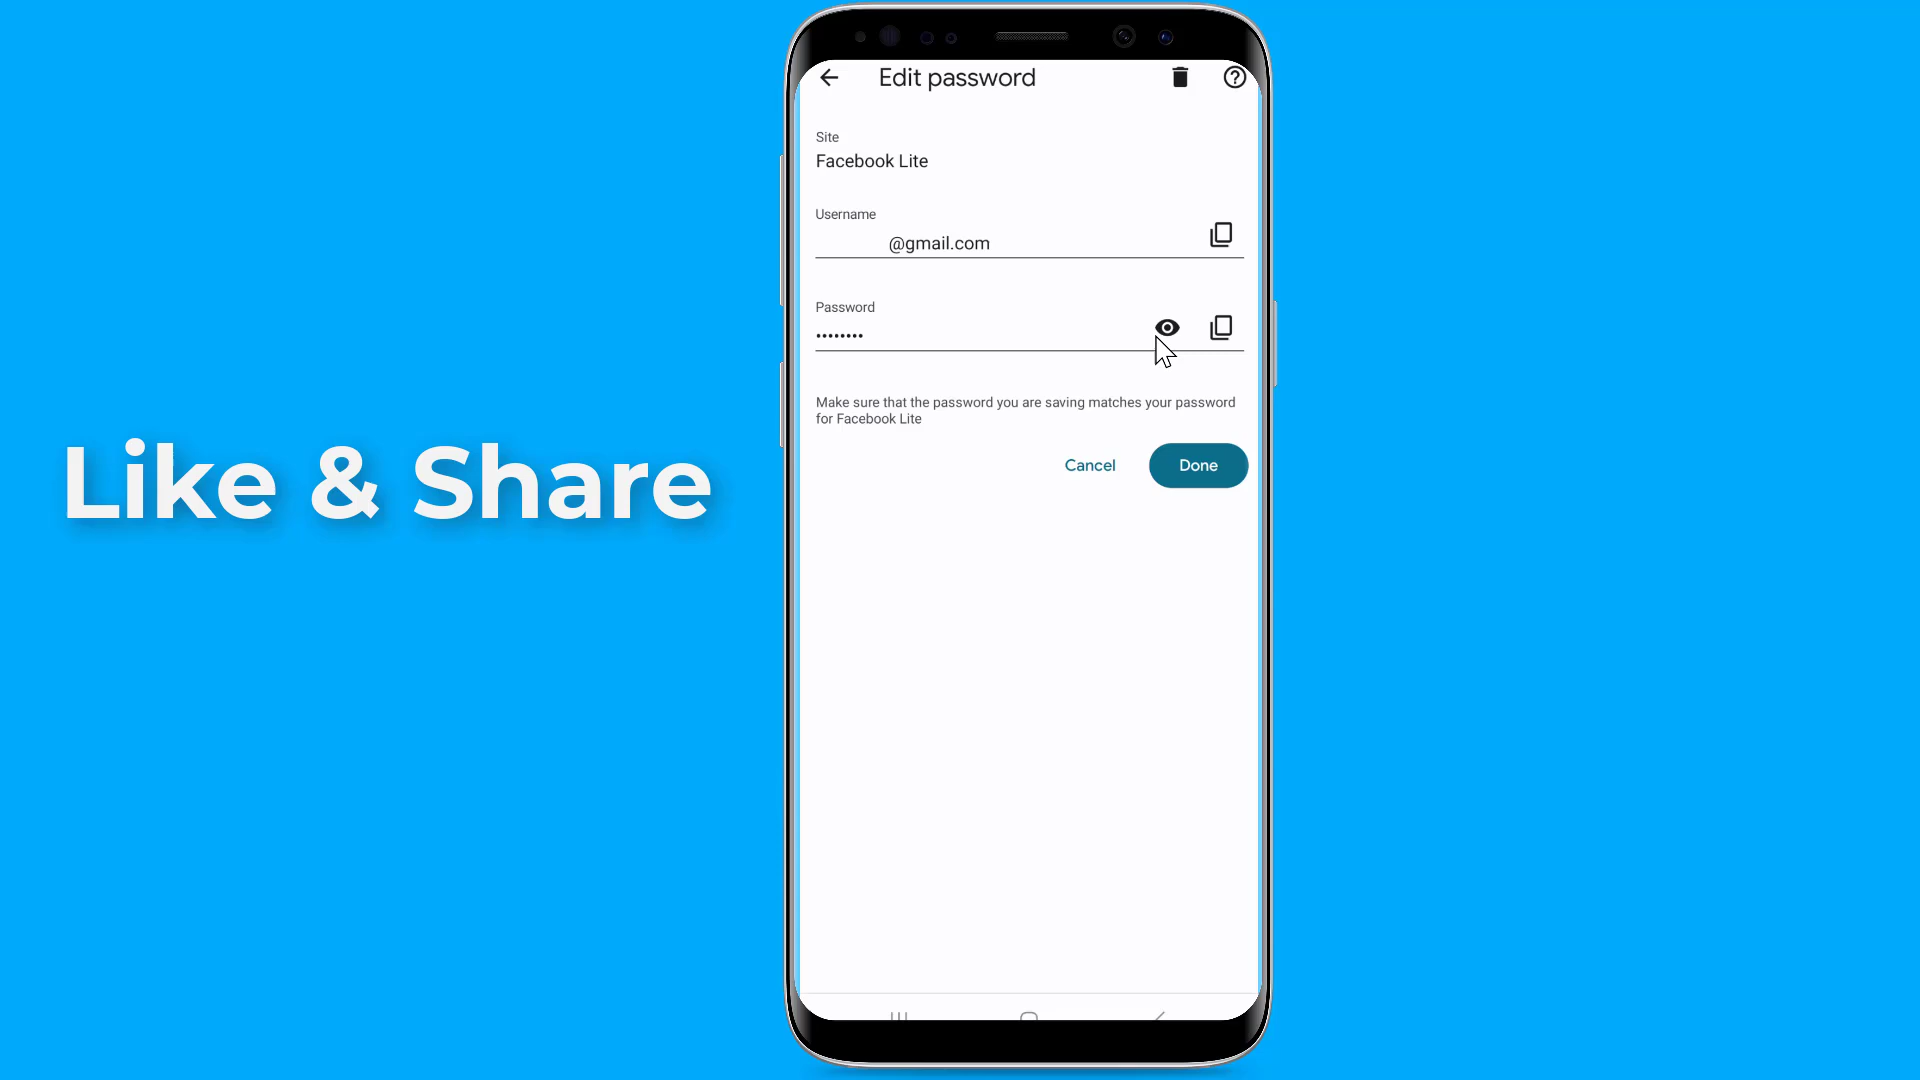 Like & Share
Edit password
Site
Facebook Lite
Username
@gmail.com
Password
••••••••
Make sure that the password you are saving matches your password
for Facebook Lite
Cancel
Done